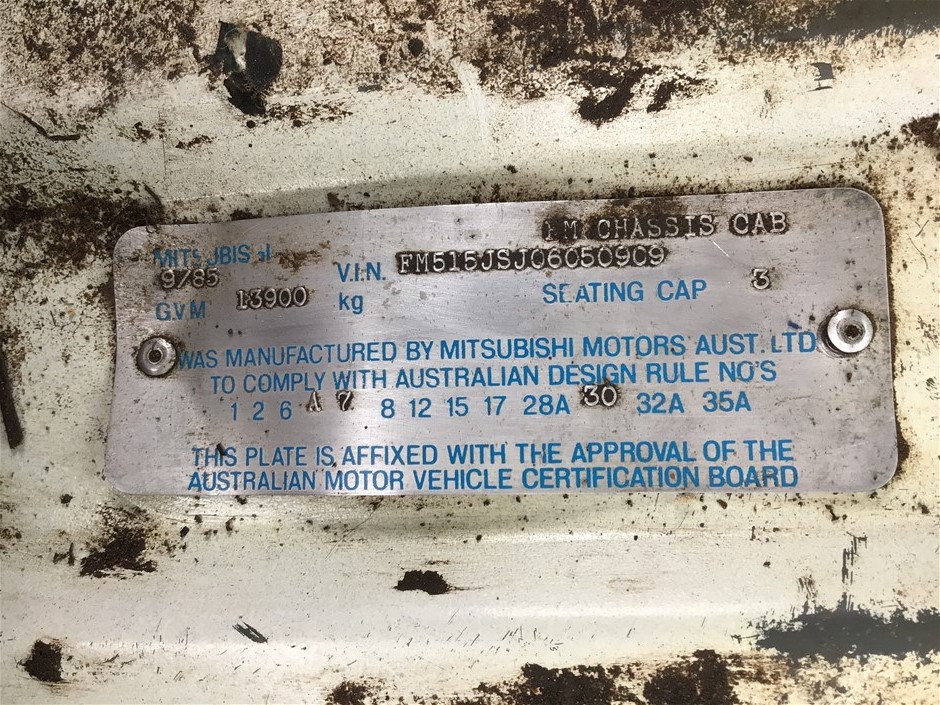 MITSUBISHI FM CHASSIS CAB
9/85 V.I.N. FM515JSJ06050909
G.V.M 13900 kg SEATING CAP 3
WAS MANUFACTURED BY MITSUBISHI MOTORS AUST. LTD
TO COMPLY WITH AUSTRALIAN DESIGN RULE NO'S
1 2 6 A 7 8 12 15 17 28A 30 32A 35A
THIS PLATE IS AFFIXED WITH THE APPROVAL OF THE
AUSTRALIAN MOTOR VEHICLE CERTIFICATION BOARD